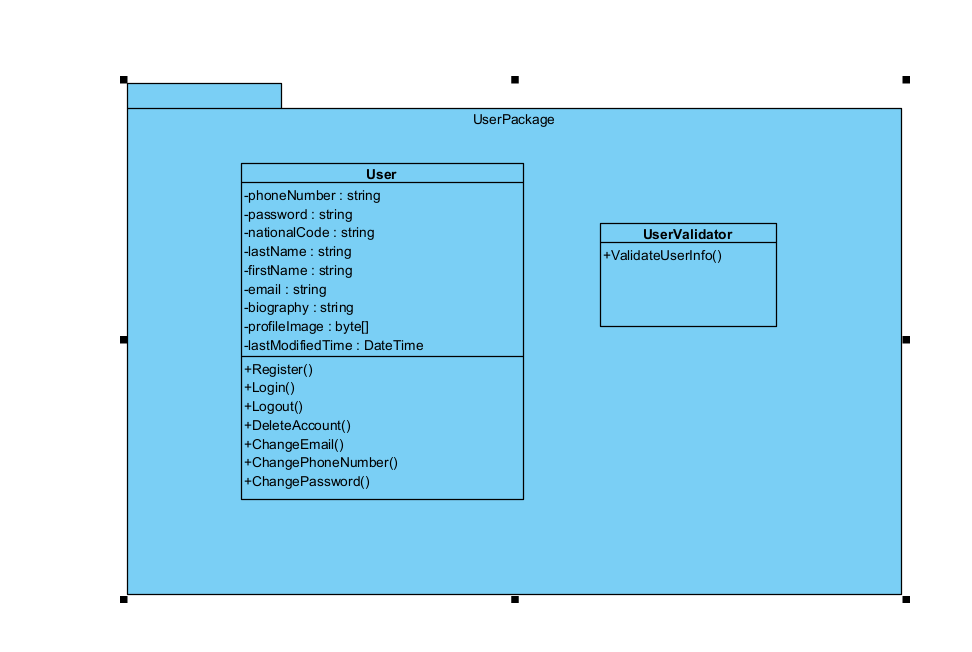 UserPackage
User
-phoneNumber : string
-password : string
-nationalCode : string
-lastName : string
-firstName : string
-email : string
-biography : string
-profileImage : byte[]
-lastModifiedTime : DateTime
+Register()
+Login()
+Logout()
+DeleteAccount()
+ChangeEmail()
+ChangePhoneNumber()
+ChangePassword()
UserValidator
+ValidateUserInfo()